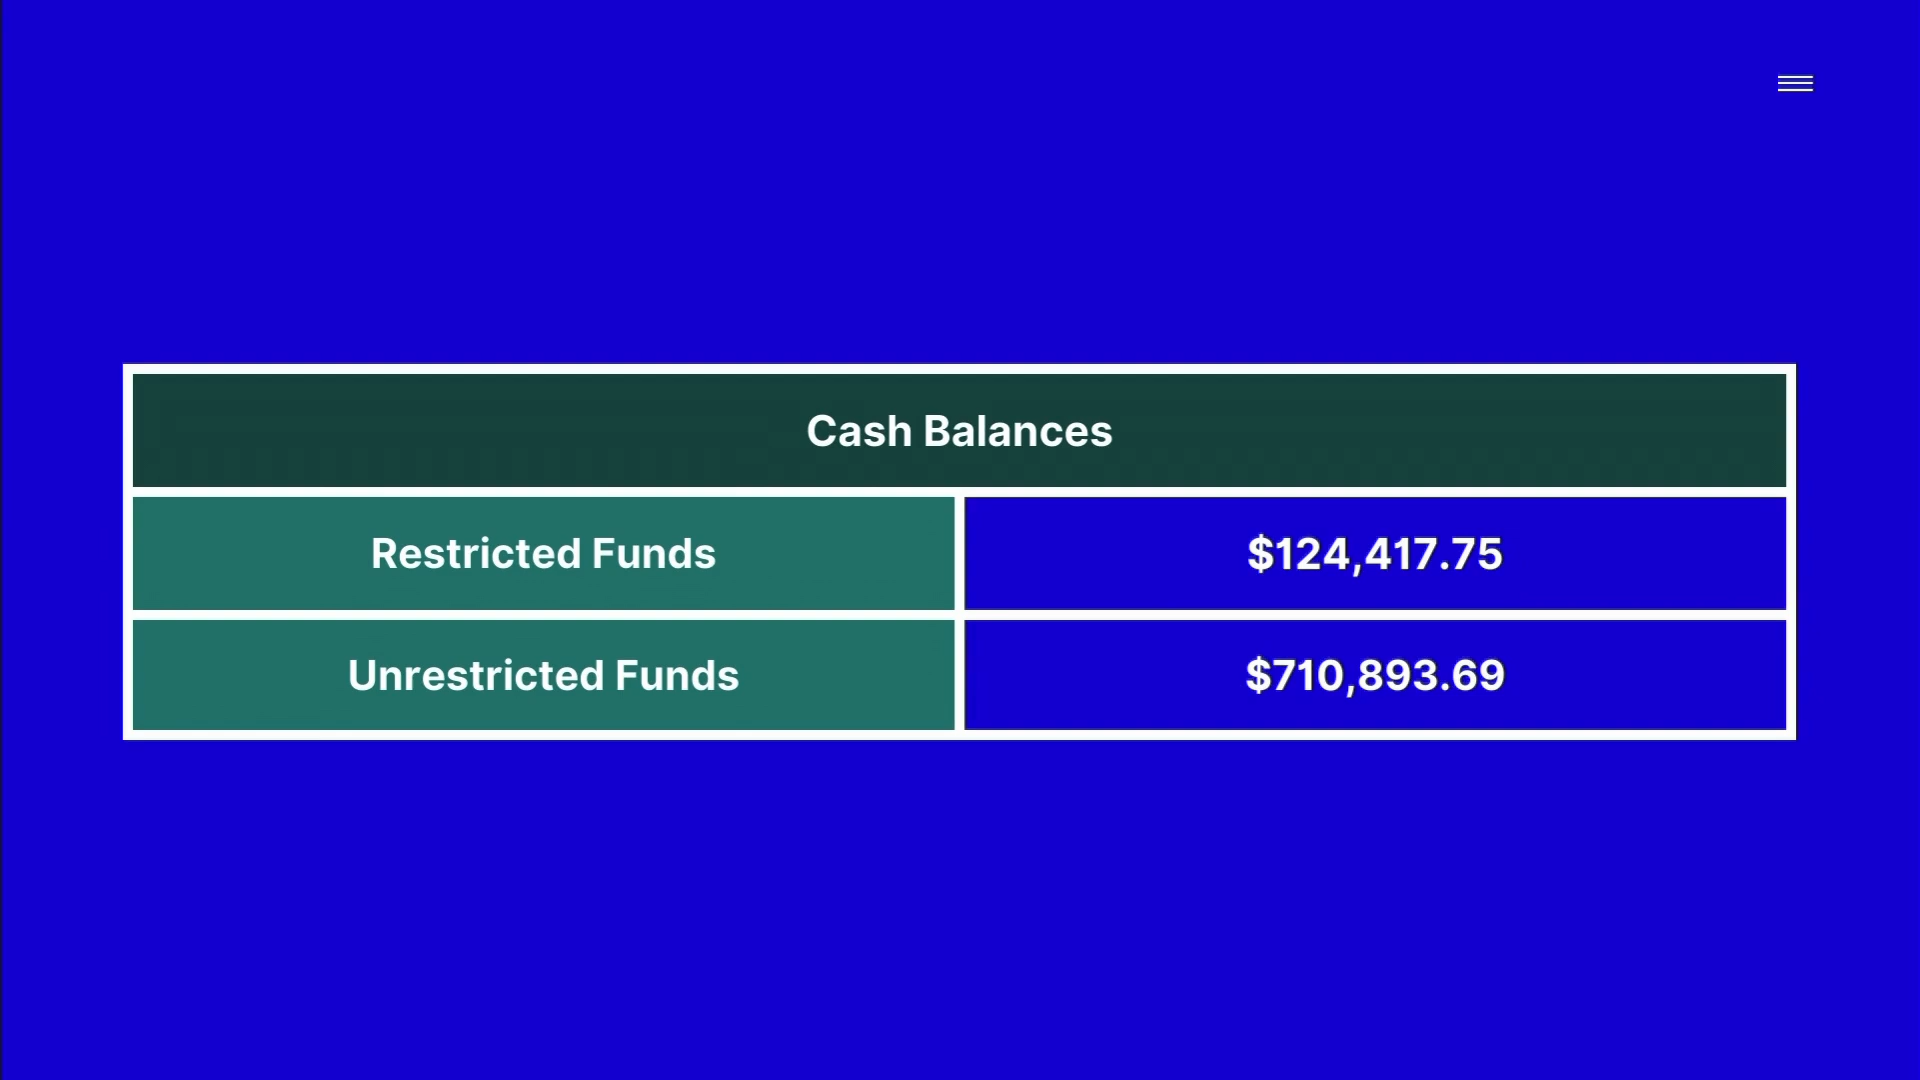 Cash Balances
Restricted Funds $124,417.75
Unrestricted Funds $710,893.69